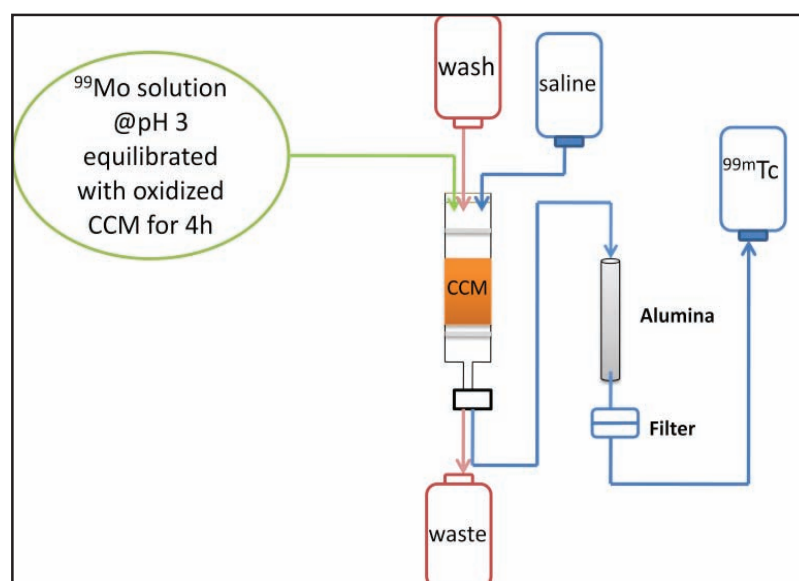 ⁹⁹Mo solution
@pH 3
equilibrated
with oxidized
CCM for 4h
wash
saline
⁹⁹ᵐTc
CCM
Alumina
Filter
waste